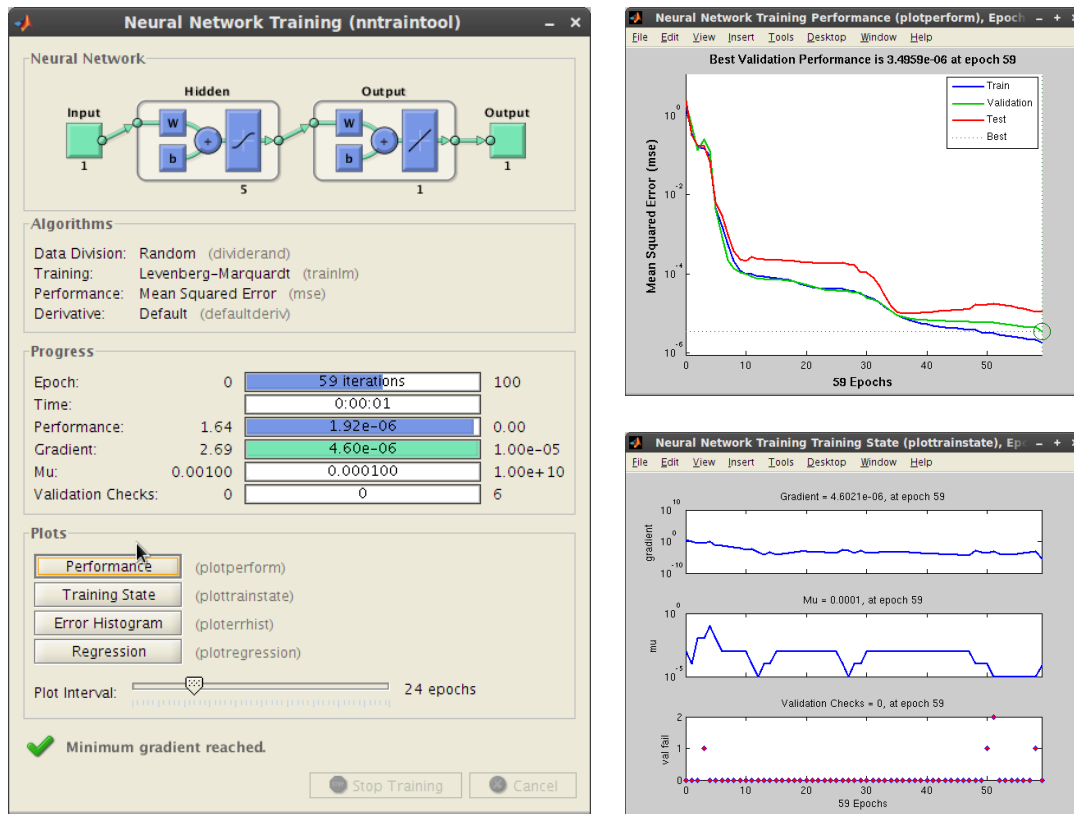 Neural Network Training (nntraintool)
Neural Network
Hidden
Output
Input
Output
W
b
+
W
b
+
1
5
1
1
Algorithms
Data Division: Random (dividerand)
Training: Levenberg-Marquardt (trainlm)
Performance: Mean Squared Error (mse)
Derivative: Default (defaultderiv)
Progress
Epoch: 0 59 iterations 100
Time: 0:00:01
Performance: 1.64 1.92e-06 0.00
Gradient: 2.69 4.60e-06 1.00e-05
Mu: 0.00100 0.000100 1.00e+10
Validation Checks: 0 0 6
Plots
Performance (plotperform)
Training State (plottrainstate)
Error Histogram (ploterrhist)
Regression (plotregression)
Plot Interval: 24 epochs
Minimum gradient reached.
Stop Training Cancel
Neural Network Training Performance (plotperform), Epoch
File Edit View Insert Tools Desktop Window Help
Best Validation Performance is 3.4959e-06 at epoch 59
Train
Validation
Test
Best
Mean Squared Error (mse)
10^0
10^-2
10^-4
10^-6
0 10 20 30 40 50
59 Epochs
Neural Network Training Training State (plottrainstate), Ep
File Edit View Insert Tools Desktop Window Help
Gradient = 4.6021e-06, at epoch 59
gradient
10^10
10^0
10^-10
Mu = 0.0001, at epoch 59
mu
10^0
10^-5
Validation Checks = 0, at epoch 59
val fail
2
1
0
0 10 20 30 40 50
59 Epochs